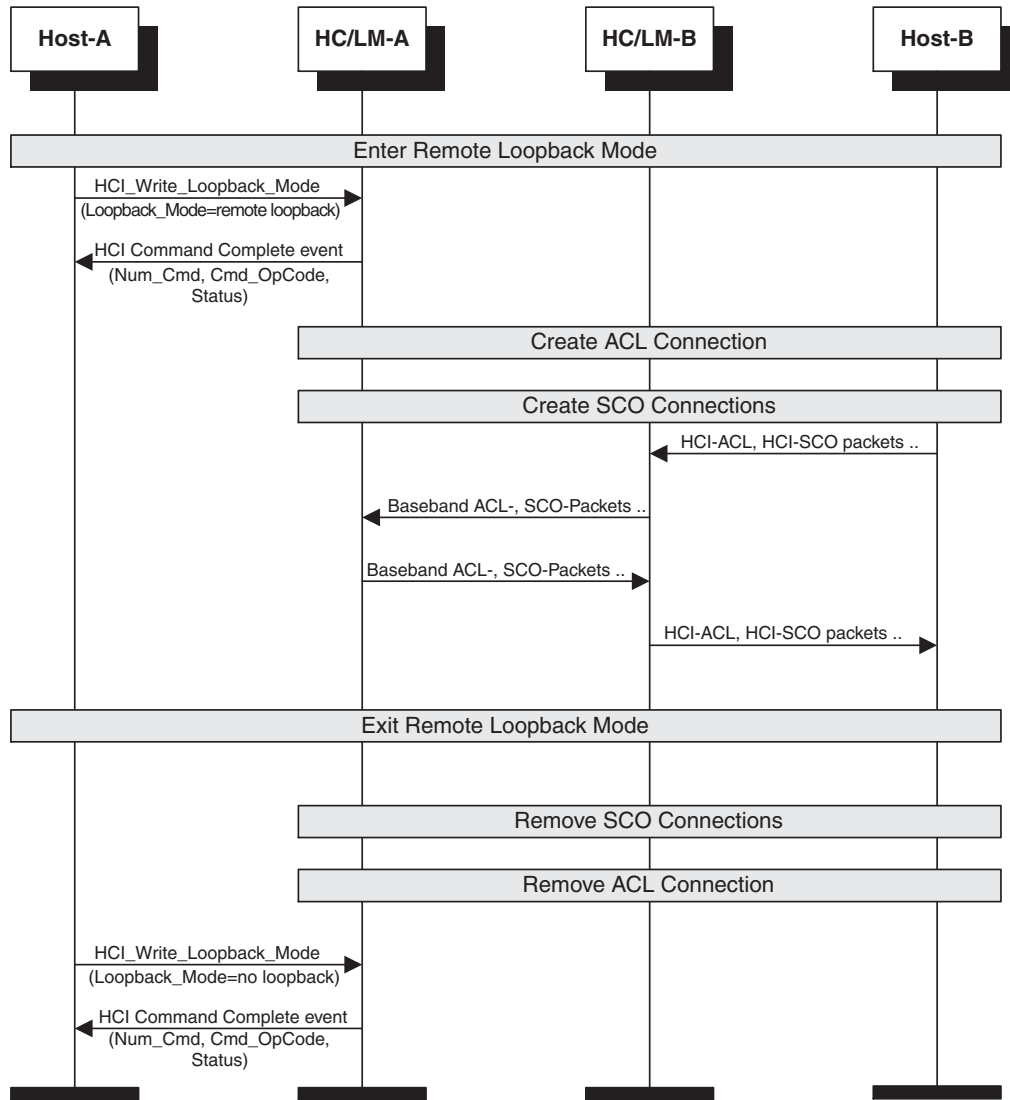 Host-A
HC/LM-A
HC/LM-B
Host-B
Enter Remote Loopback Mode
HCI_Write_Loopback_Mode
(Loopback_Mode=remote loopback)
HCI Command Complete event
(Num_Cmd, Cmd_OpCode,
Status)
Create ACL Connection
Create SCO Connections
HCI-ACL, HCI-SCO packets ..
Baseband ACL-, SCO-Packets ..
Baseband ACL-, SCO-Packets ..
HCI-ACL, HCI-SCO packets ..
Exit Remote Loopback Mode
Remove SCO Connections
Remove ACL Connection
HCI_Write_Loopback_Mode
(Loopback_Mode=no loopback)
HCI Command Complete event
(Num_Cmd, Cmd_OpCode,
Status)